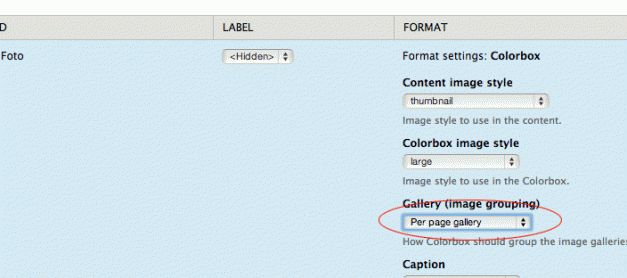 D LABEL FORMAT
Foto <Hidden> Format settings: Colorbox
Content image style
thumbnail
Image style to use in the content.
Colorbox image style
large
Image style to use in the Colorbox.
Gallery (image grouping)
Per page gallery
How Colorbox should group the image galleries
Caption